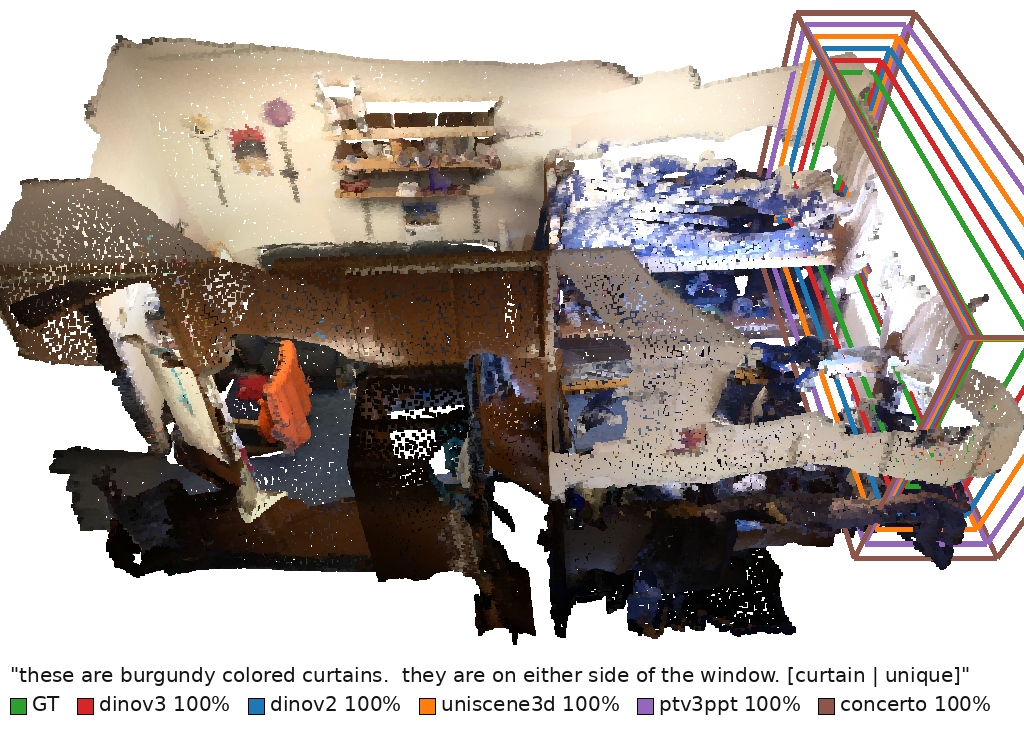 "these are burgundy colored curtains.  they are on either side of the window. [curtain | unique]"
GT dinov3 100% dinov2 100% uniscene3d 100% ptv3ppt 100% concerto 100%